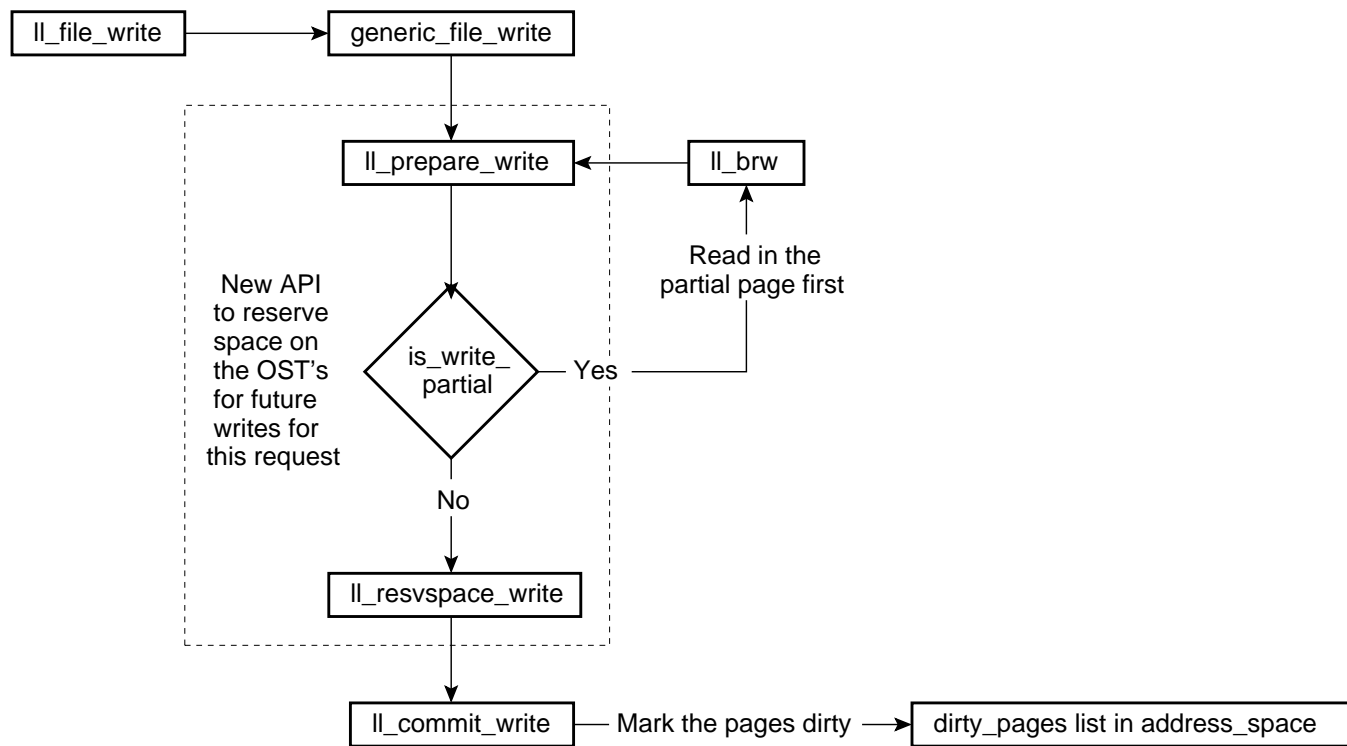 ll_file_write
generic_file_write
ll_prepare_write
ll_brw
Read in the
partial page first
New API
to reserve
space on
the OST's
for future
writes for
this request
is_write_
partial
Yes
No
ll_resvspace_write
ll_commit_write
Mark the pages dirty
dirty_pages list in address_space